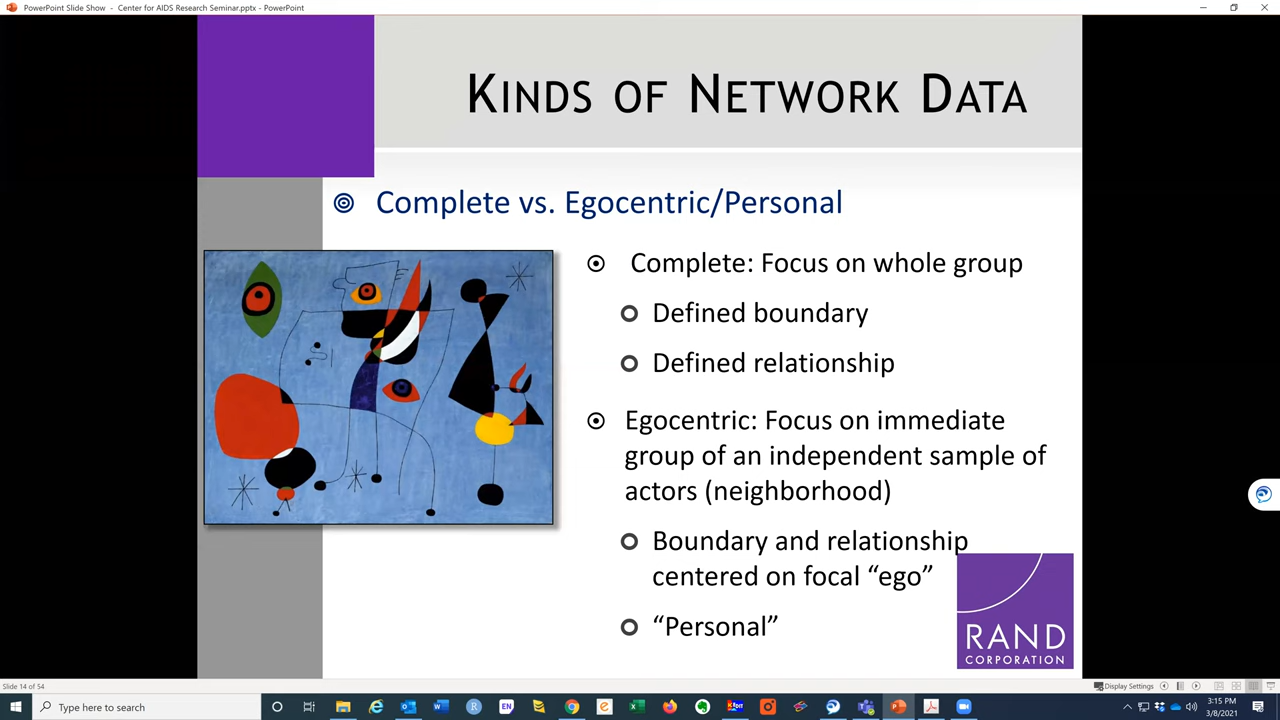 PowerPoint Slide Show - Center for AIDS Research Seminar.pptx - PowerPoint
KINDS OF NETWORK DATA
Complete vs. Egocentric/Personal
Complete: Focus on whole group
Defined boundary
Defined relationship
Egocentric: Focus on immediate
group of an independent sample of
actors (neighborhood)
Boundary and relationship
centered on focal “ego”
“Personal”
RAND
CORPORATION
Slide 14 of 54
Display Settings
Type here to search
3:15 PM
3/8/2021